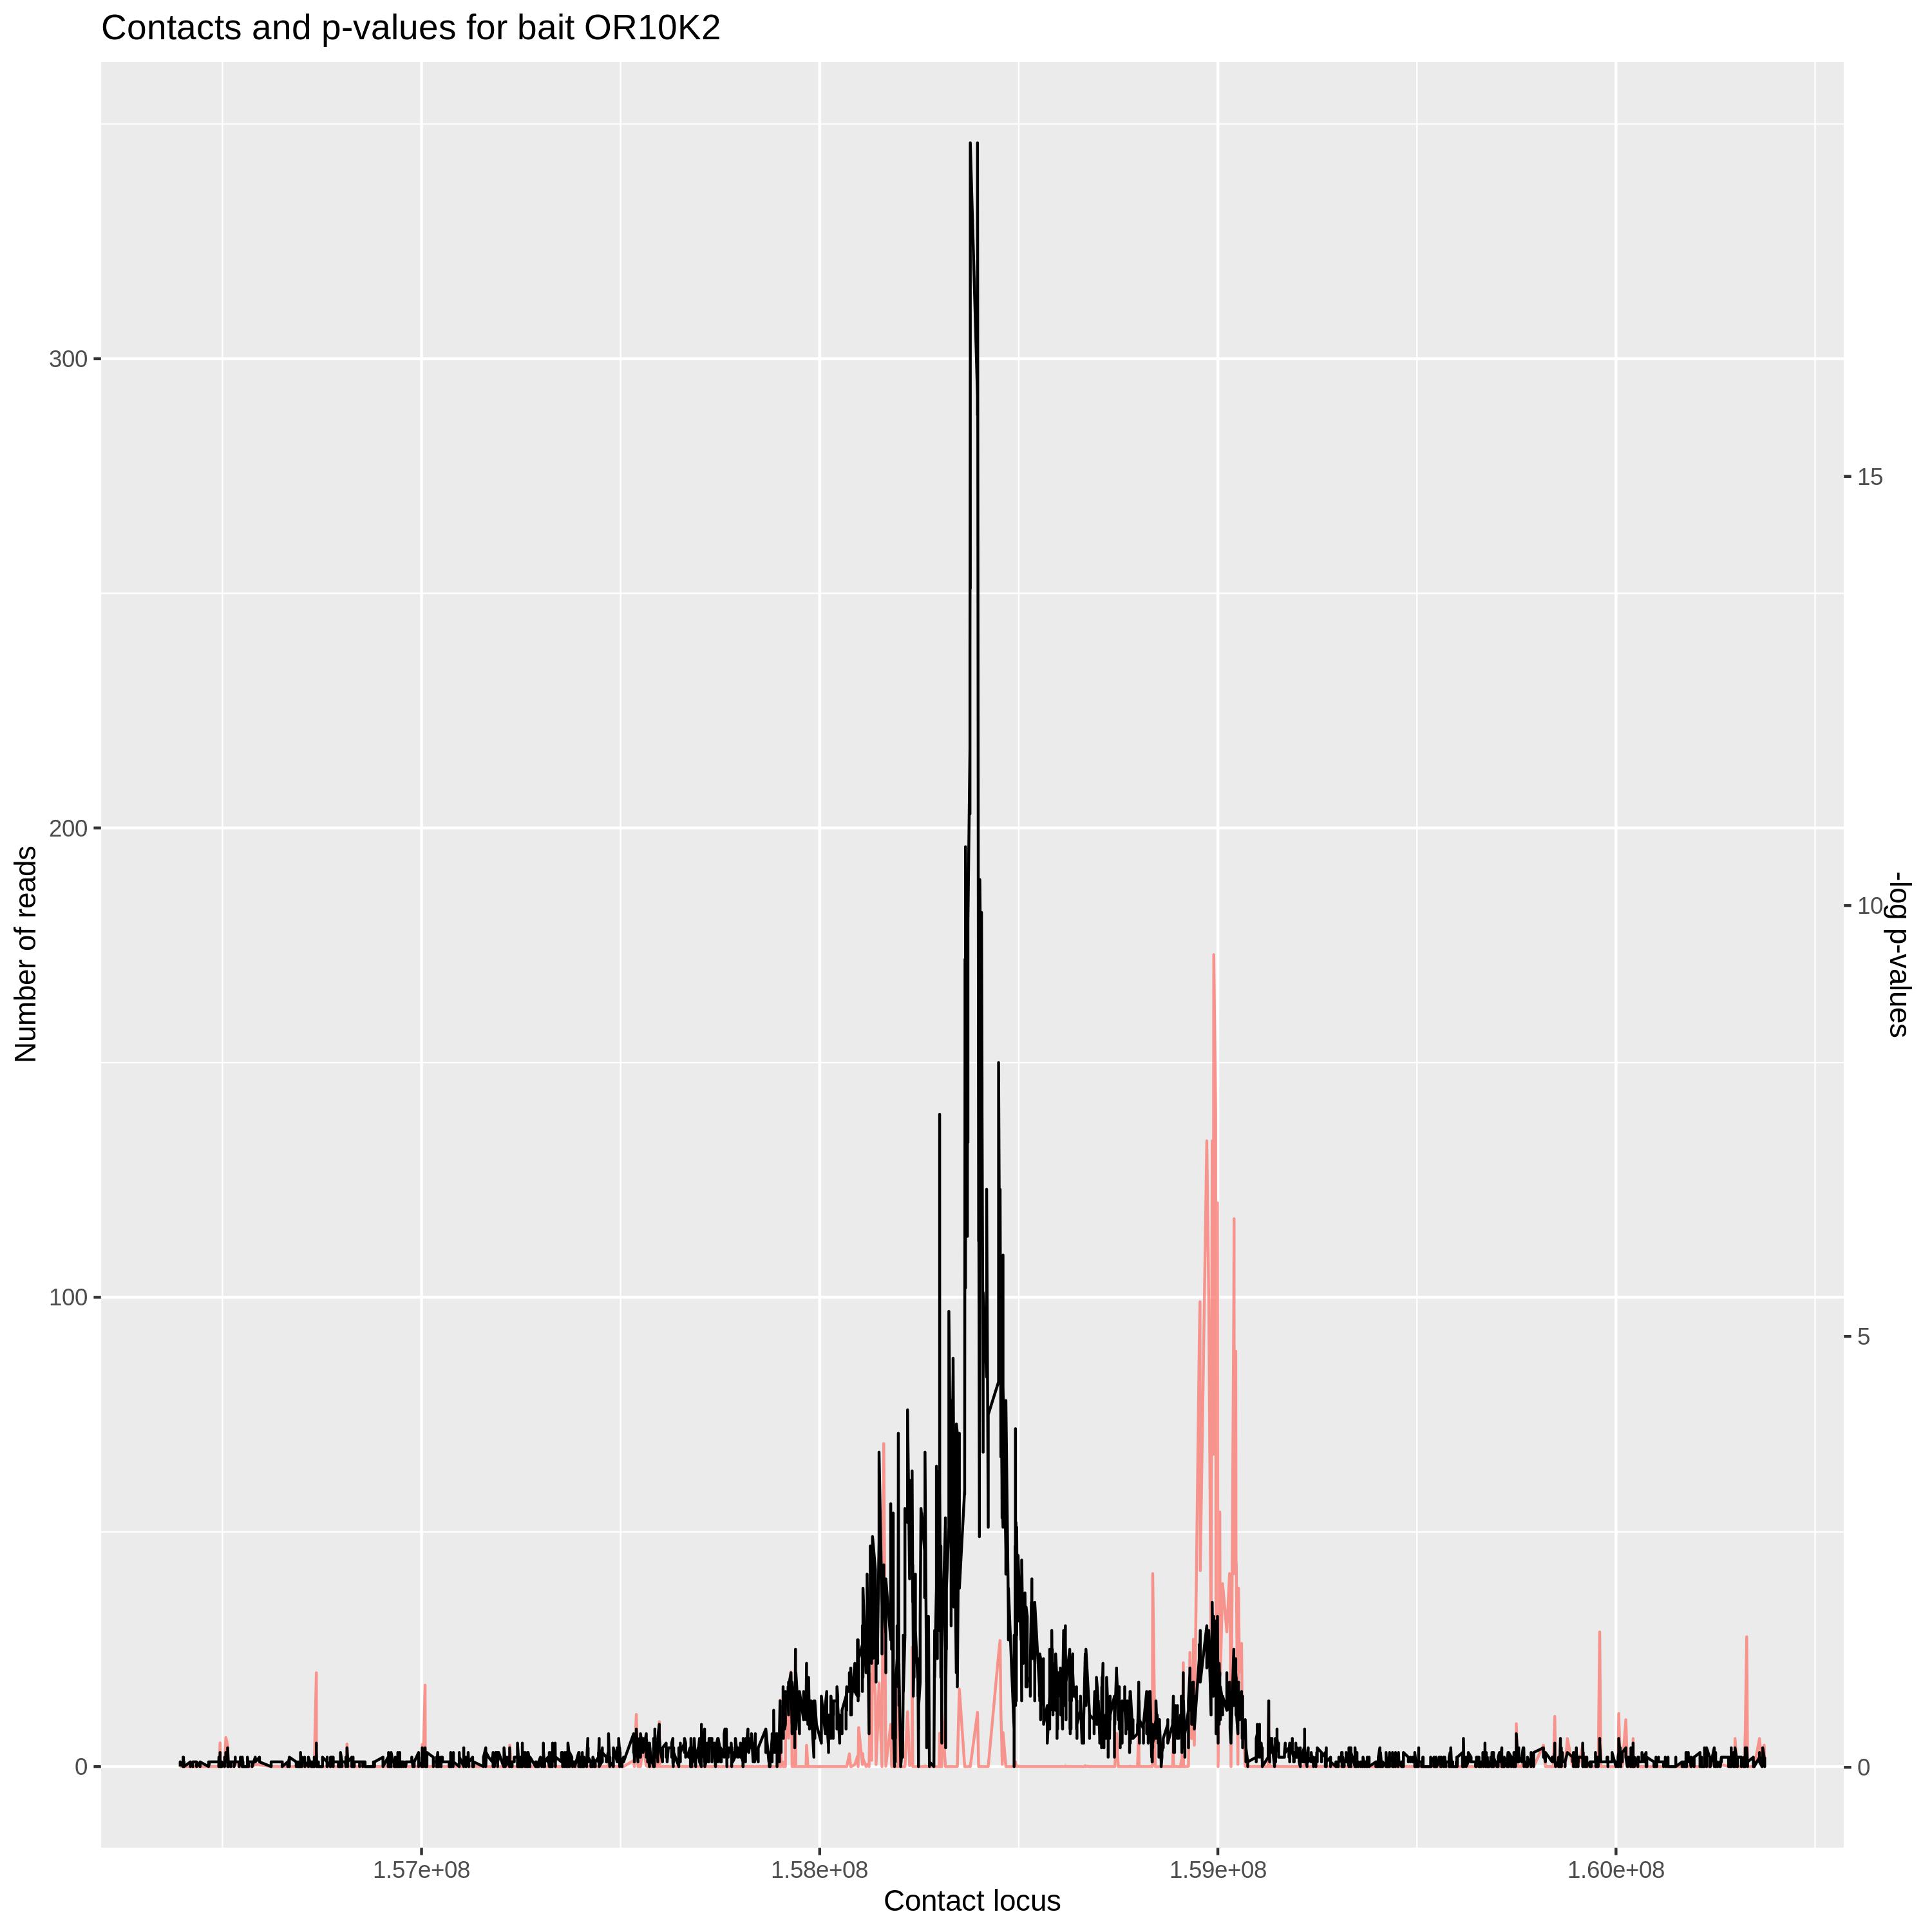 Contacts and p-values for bait OR10K2
Number of reads
300
200
100
0
15
10
5
0
-log p-values
1.57e+08 1.58e+08 1.59e+08 1.60e+08
Contact locus